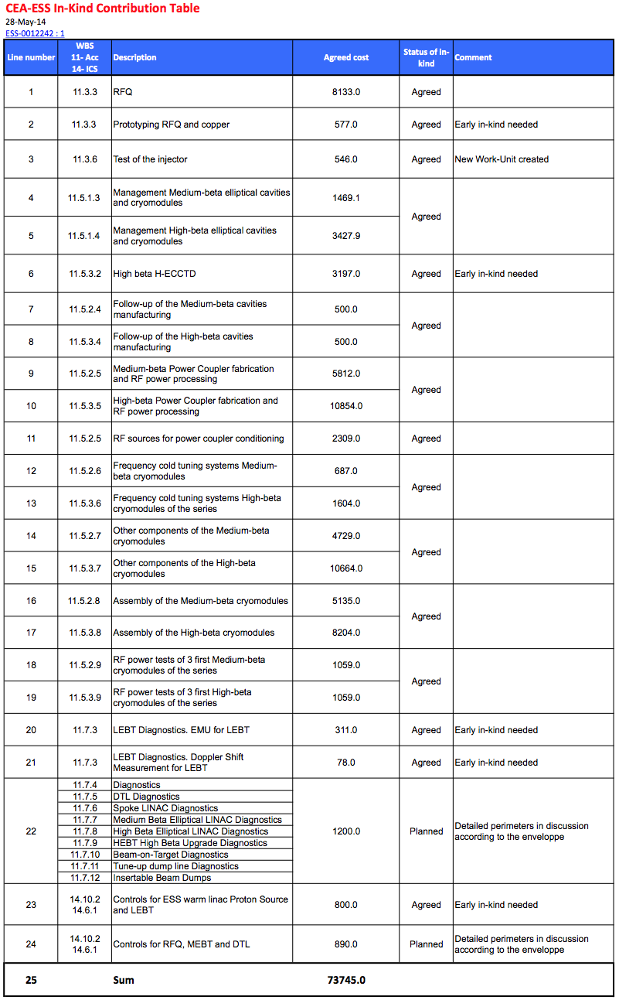 CEA-ESS In-Kind Contribution Table
28-May-14
ESS-0012242 : 1
Line number
WBS
11- Acc
14- ICS
Description
Agreed cost
Status of in-
kind
Comment
1 11.3.3 RFQ 8133.0 Agreed
2 11.3.3 Prototyping RFQ and copper 577.0 Agreed Early in-kind needed
3 11.3.6 Test of the injector 546.0 Agreed New Work-Unit created
4 11.5.1.3 Management Medium-beta elliptical cavities
and cryomodules 1469.1
Agreed
5 11.5.1.4 Management High-beta elliptical cavities
and cryomodules 3427.9
6 11.5.3.2 High beta H-ECCTD 3197.0 Agreed Early in-kind needed
7 11.5.2.4 Follow-up of the Medium-beta cavities
manufacturing 500.0
Agreed
8 11.5.3.4 Follow-up of the High-beta cavities
manufacturing 500.0
9 11.5.2.5 Medium-beta Power Coupler fabrication
and RF power processing 5812.0
Agreed
10 11.5.3.5 High-beta Power Coupler fabrication and
RF power processing 10854.0
11 11.5.2.5 RF sources for power coupler conditioning 2309.0 Agreed
12 11.5.2.6 Frequency cold tuning systems Medium-
beta cryomodules 687.0
Agreed
13 11.5.3.6 Frequency cold tuning systems High-beta
cryomodules of the series 1604.0
14 11.5.2.7 Other components of the Medium-beta
cryomodules 4729.0
Agreed
15 11.5.3.7 Other components of the High-beta
cryomodules 10664.0
16 11.5.2.8 Assembly of the Medium-beta cryomodules 5135.0
Agreed
17 11.5.3.8 Assembly of the High-beta cryomodules 8204.0
18 11.5.2.9 RF power tests of 3 first Medium-beta
cryomodules of the series 1059.0
Agreed
19 11.5.3.9 RF power tests of 3 first High-beta
cryomodules of the series 1059.0
20 11.7.3 LEBT Diagnostics. EMU for LEBT 311.0 Agreed Early in-kind needed
21 11.7.3 LEBT Diagnostics. Doppler Shift
Measurement for LEBT 78.0 Agreed Early in-kind needed
22
11.7.4 Diagnostics
11.7.5 DTL Diagnostics
11.7.6 Spoke LINAC Diagnostics
11.7.7 Medium Beta Elliptical LINAC Diagnostics
11.7.8 High Beta Elliptical LINAC Diagnostics
11.7.9 HEBT High Beta Upgrade Diagnostics
11.7.10 Beam-on-Target Diagnostics
11.7.11 Tune-up dump line Diagnostics
11.7.12 Insertable Beam Dumps
1200.0 Planned Detailed perimeters in discussion
according to the enveloppe
23 14.10.2
14.6.1 Controls for ESS warm linac Proton Source
and LEBT 800.0 Agreed Early in-kind needed
24 14.10.2
14.6.1 Controls for RFQ, MEBT and DTL 890.0 Planned Detailed perimeters in discussion
according to the enveloppe
25 Sum 73745.0